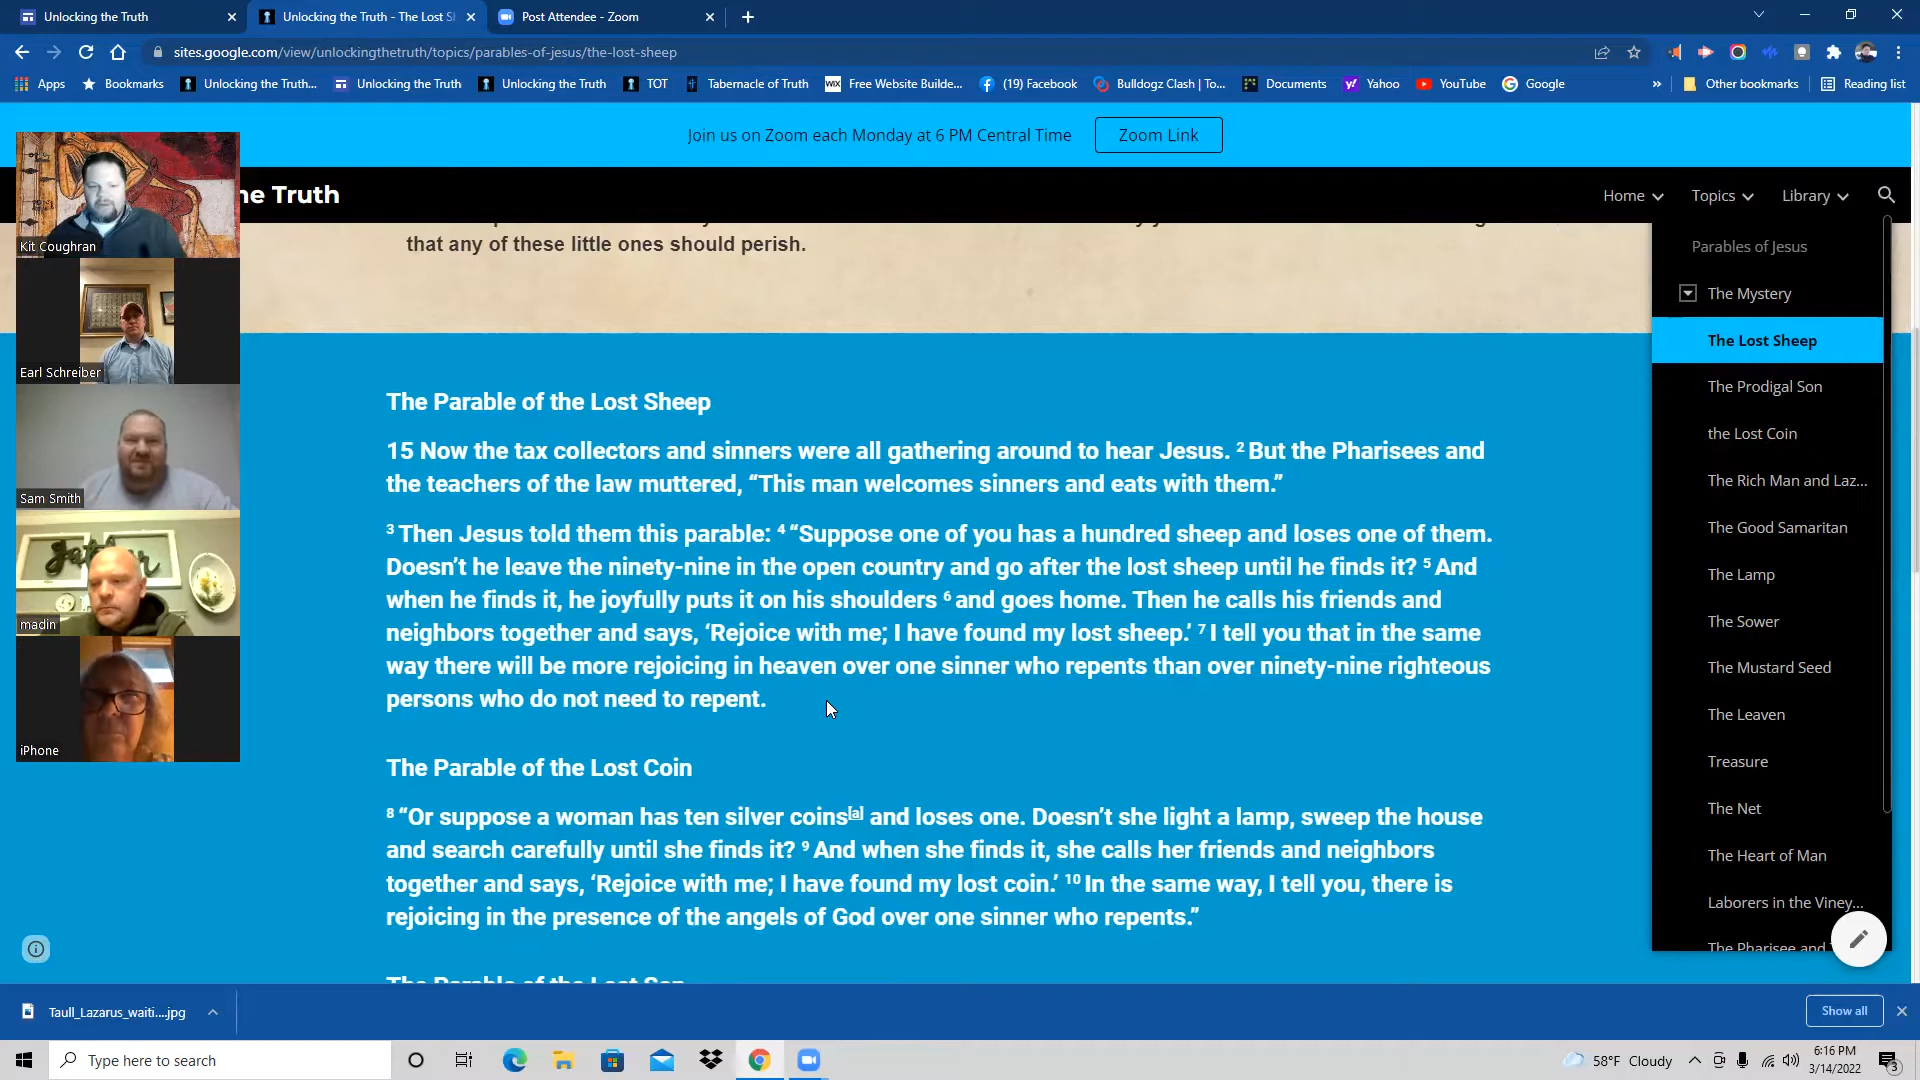 Unlocking the Truth
Unlocking the Truth - The Lost S
Post Attendee - Zoom
sites.google.com/view/unlockingthetruth/topics/parables-of-jesus/the-lost-sheep
Apps Bookmarks Unlocking the Truth... Unlocking the Truth Unlocking the Truth TOT Tabernacle of Truth WIX Free Website Builde... (19) Facebook Bulldogz Clash | To... Documents Yahoo YouTube Google » Other bookmarks Reading list
Join us on Zoom each Monday at 6 PM Central Time Zoom Link
he Truth
Home Topics Library
that any of these little ones should perish.
The Parable of the Lost Sheep
15 Now the tax collectors and sinners were all gathering around to hear Jesus. 2 But the Pharisees and
the teachers of the law muttered, “This man welcomes sinners and eats with them.”
3 Then Jesus told them this parable: 4 “Suppose one of you has a hundred sheep and loses one of them.
Doesn’t he leave the ninety-nine in the open country and go after the lost sheep until he finds it? 5 And
when he finds it, he joyfully puts it on his shoulders 6 and goes home. Then he calls his friends and
neighbors together and says, ‘Rejoice with me; I have found my lost sheep.’ 7 I tell you that in the same
way there will be more rejoicing in heaven over one sinner who repents than over ninety-nine righteous
persons who do not need to repent.
The Parable of the Lost Coin
8 “Or suppose a woman has ten silver coins[a] and loses one. Doesn’t she light a lamp, sweep the house
and search carefully until she finds it? 9 And when she finds it, she calls her friends and neighbors
together and says, ‘Rejoice with me; I have found my lost coin.’ 10 In the same way, I tell you, there is
rejoicing in the presence of the angels of God over one sinner who repents.”
The Parable of the Lost Son
Parables of Jesus
The Mystery
The Lost Sheep
The Prodigal Son
the Lost Coin
The Rich Man and Laz...
The Good Samaritan
The Lamp
The Sower
The Mustard Seed
The Leaven
Treasure
The Net
The Heart of Man
Laborers in the Viney...
The Pharisee and
Kit Coughran
Earl Schreiber
Sam Smith
gather
madin
iPhone
Taull_Lazarus_waiti....jpg
Show all
Type here to search
58°F Cloudy
6:16 PM
3/14/2022
3